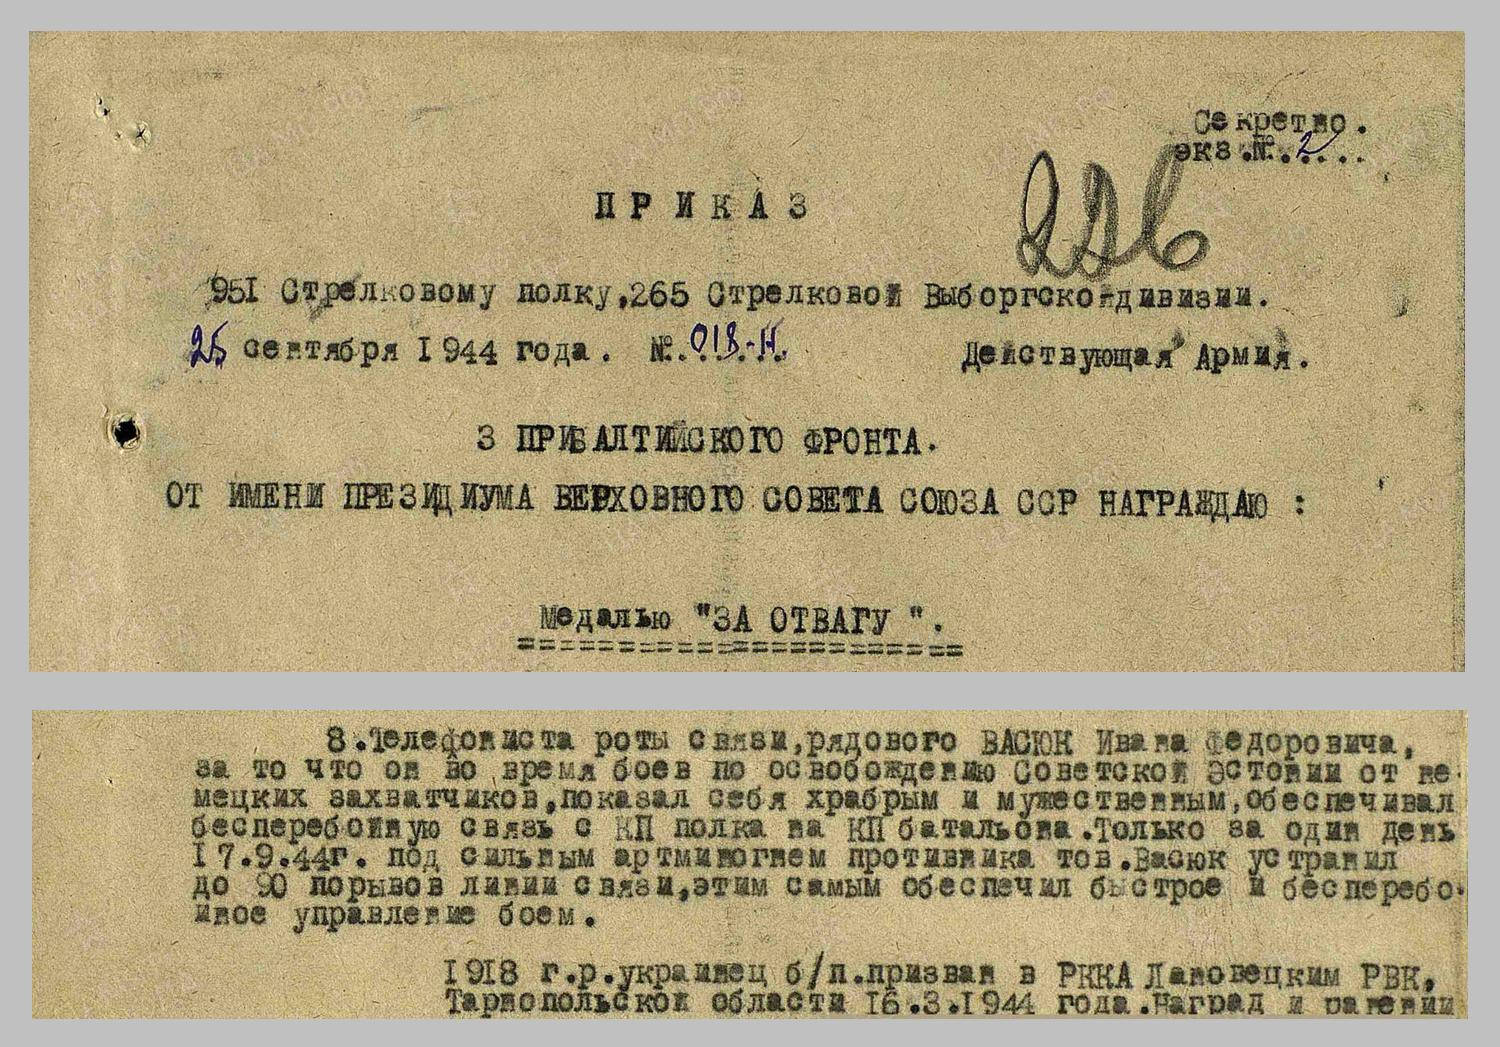 Секретно.
экз.№.2....
226
ПРИКАЗ
951 Стрелковому полку,265 Стрелковой Выборгской дивизии.
25 сентября 1944 года. №.018-Н. Действующая Армия.
3 ПРИБАЛТИЙСКОГО ФРОНТА.
ОТ ИМЕНИ ПРЕЗИДИУМА ВЕРХОВНОГО СОВЕТА СОЮЗА ССР НАГРАЖДАЮ :
Медалью "ЗА ОТВАГУ ".
=======================
8.Телефониста роты связи,рядового ВАСЮК Ивана Федоровича,
за то что он во время боев по освобождению Советской Эстонии от не-
мецких захватчиков,показал себя храбрым и мужественным,обеспечивал
бесперебойную связь с КП полка на КП батальона.Только за один день
17.9.44г. под сильным артминогнем противника тов.Васюк устранил
до 90 порывов линии связи,этим самым обеспечил быстрое и бесперебо-
йное управление боем.
1918 г.р.украинец б/п.призван в РККА Лановецким РВК,
Тарнопольской области 16.3.1944 года.Наград и ранений